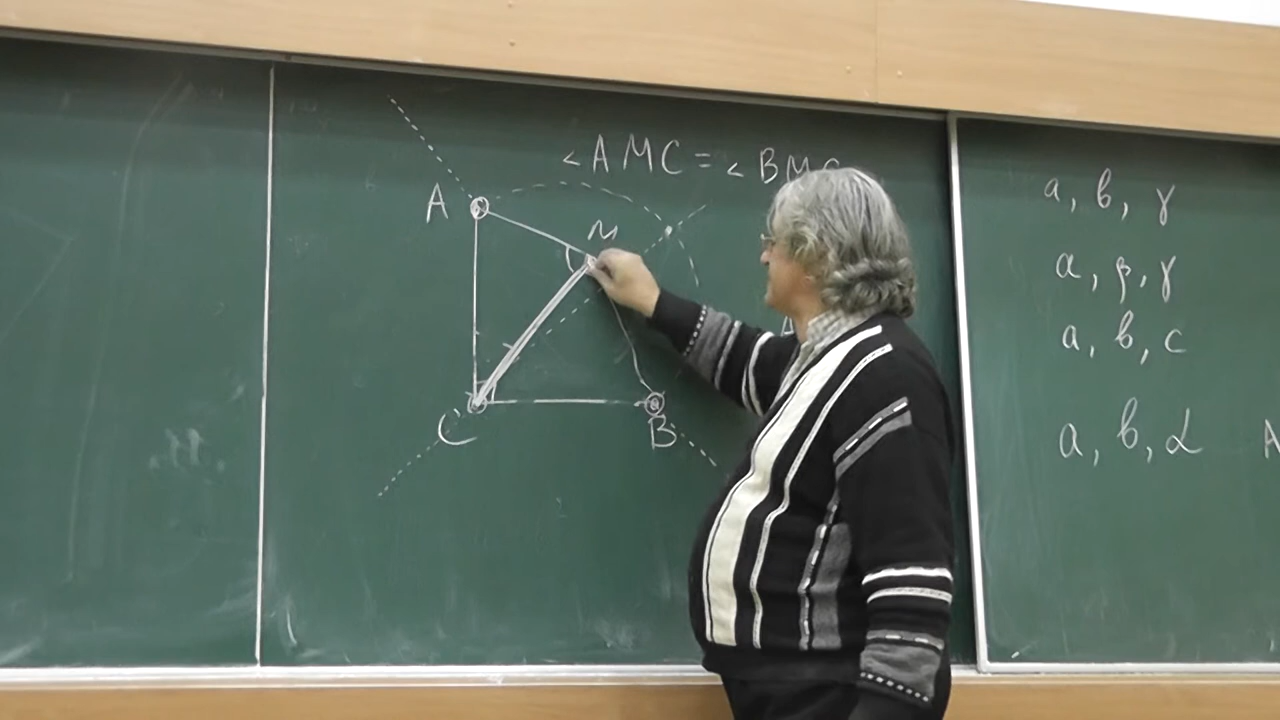 ∠AMC = ∠BMC
A
M
C
B
A
a, b, γ
a, β, γ
a, b, c
a, b, α
A